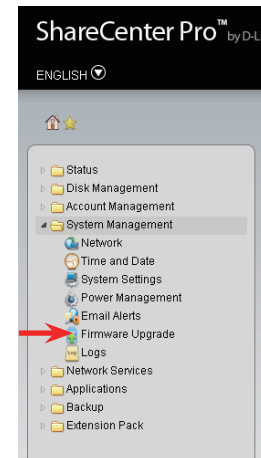 ShareCenter Pro™ by D-L
ENGLISH
Status
Disk Management
Account Management
System Management
Network
Time and Date
System Settings
Power Management
Email Alerts
Firmware Upgrade
Logs
Network Services
Applications
Backup
Extension Pack